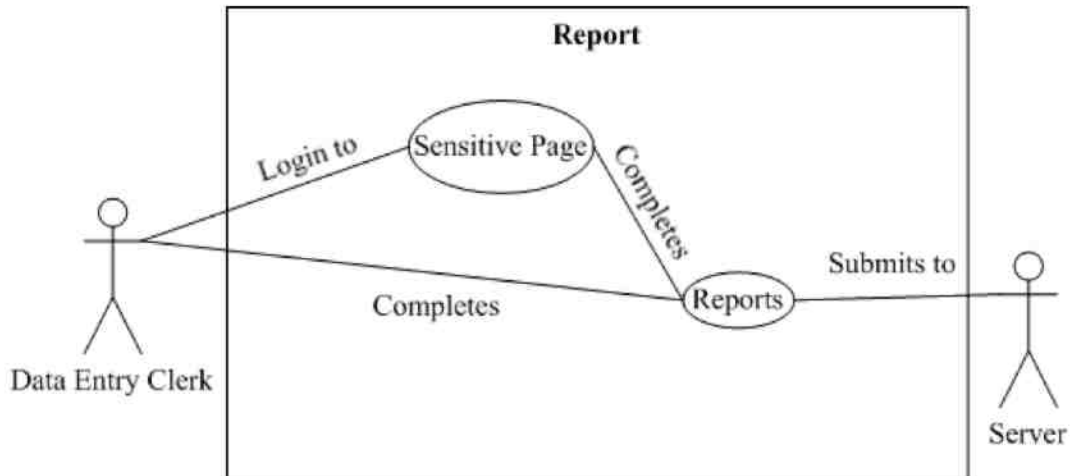 Report
Login to
Sensitive Page
Completes
Completes
Reports
Submits to
Data Entry Clerk
Server